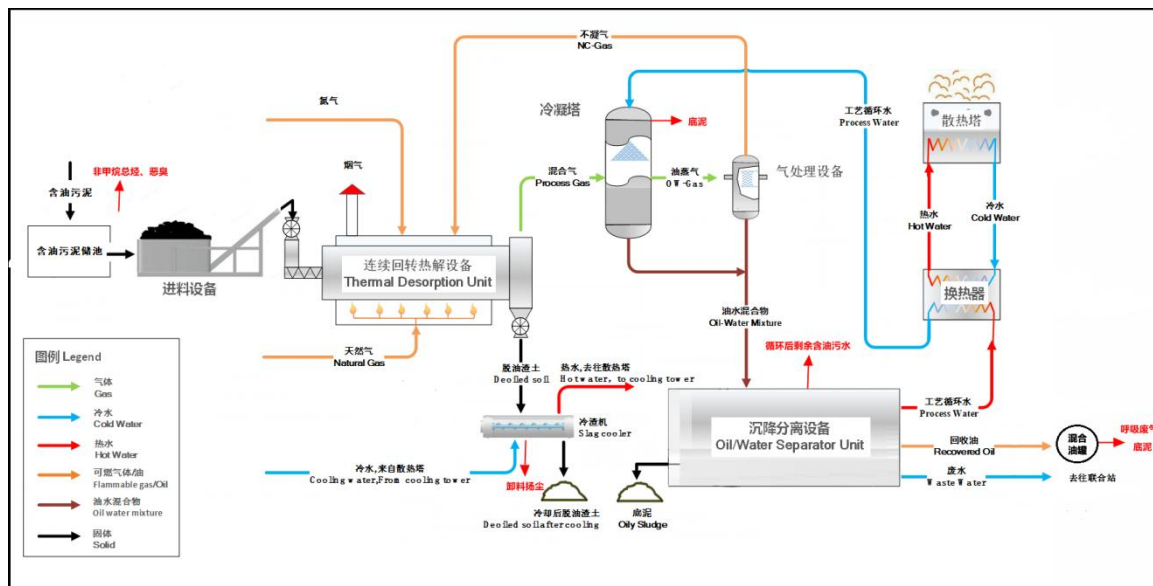 不凝气
NC-Gas
氮气
烟气
非甲烷总烃、恶臭
含油污泥
含油污泥储池
进料设备
连续回转热解设备
Thermal Desorption Unit
天然气
Natural Gas
混合气
Process Gas
冷凝塔
底泥
油蒸气
OW-Gas
气处理设备
工艺循环水
Process Water
散热塔
热水
Hot Water
冷水
Cold Water
换热器
油水混合物
Oil-Water Mixture
循环后剩余含油污水
脱油渣土
Deofled soil
热水,去往散热塔
Hot water, to cooling tower
冷渣机
Slag cooler
冷水,来自散热塔
Cooling water,From cooling tower
卸料扬尘
冷却后脱油渣土
Deofled soil after cooling
底泥
Oily Sludge
沉降分离设备
Oil/Water Separator Unit
工艺循环水
Process Water
回收油
Recovered Oil
混合
油罐
呼吸废气
底泥
废水
Waste Water
去往联合站
图例 Legend
气体
Gas
冷水
Cold Water
热水
Hot Water
可燃气体/油
Flammable gas/Oil
油水混合物
Oil water mixture
固体
Solid